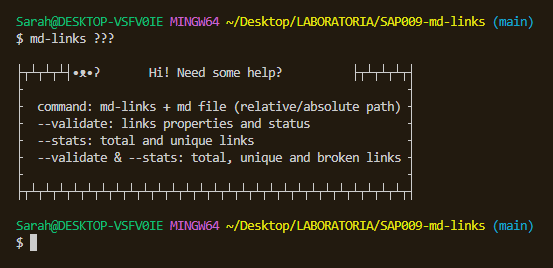 Sarah@DESKTOP-VSFV0IE MINGW64 ~/Desktop/LABORATORIA/SAP009-md-links (main)
$ md-links ???
•ᴥ•ʔ Hi! Need some help?
command: md-links + md file (relative/absolute path)
--validate: links properties and status
--stats: total and unique links
--validate & --stats: total, unique and broken links
Sarah@DESKTOP-VSFV0IE MINGW64 ~/Desktop/LABORATORIA/SAP009-md-links (main)
$